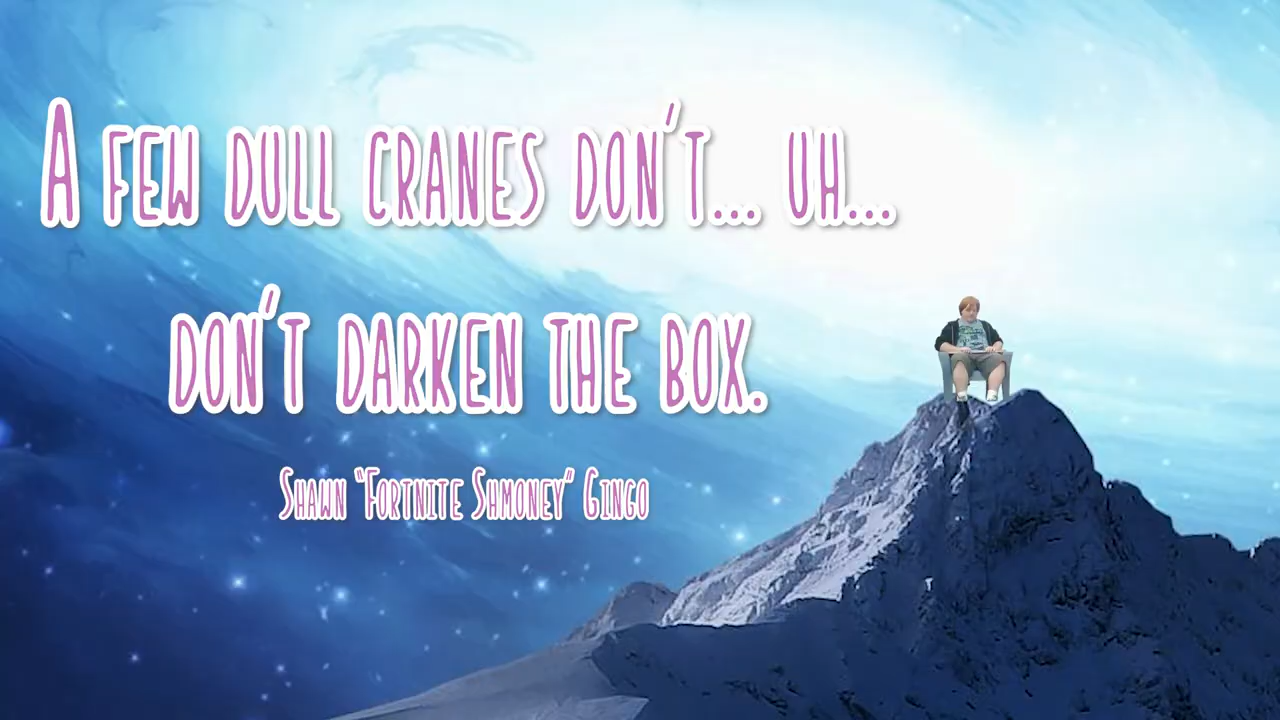 A few dull cranes don't... uh...
don't darken the box.
Shawn "Fortnite Shmoney" Gingo